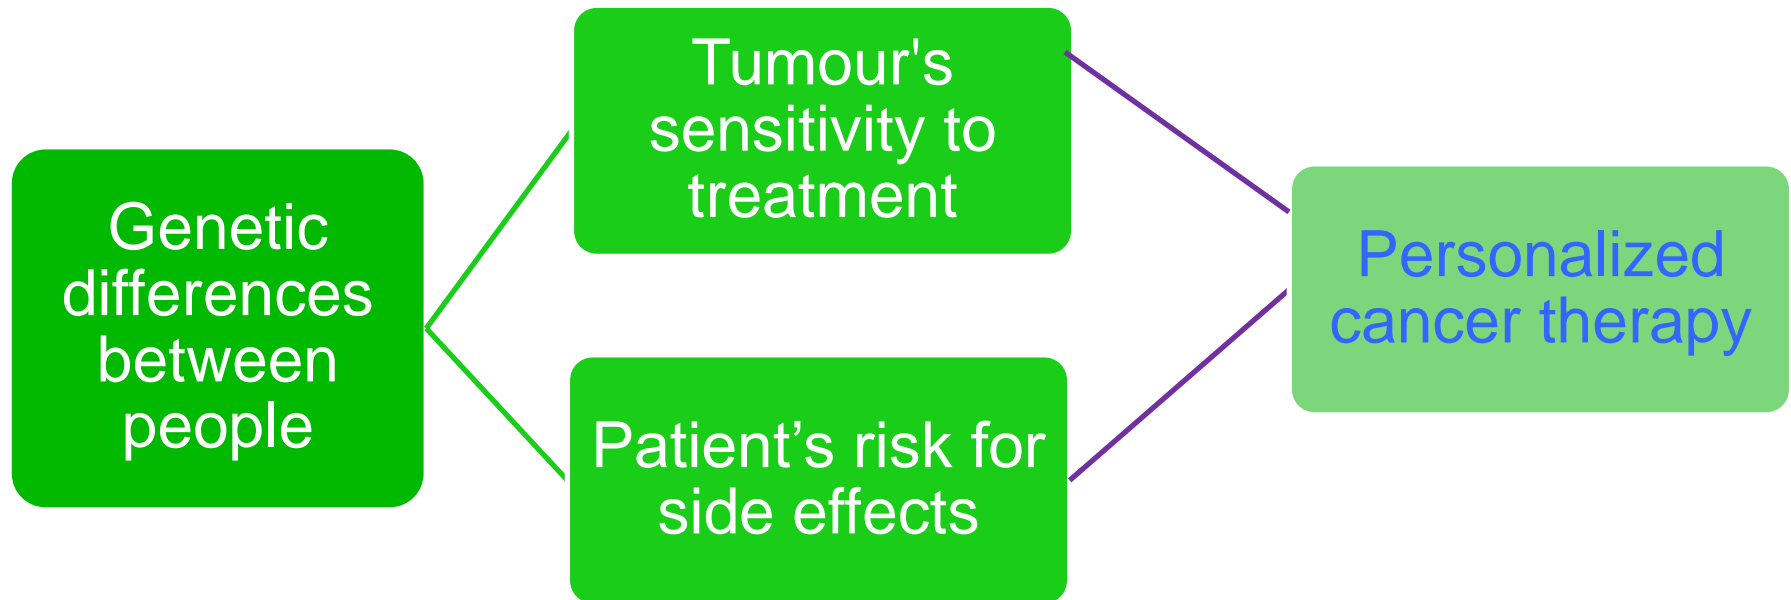 Genetic
differences
between
people
Tumour's
sensitivity to
treatment
Patient’s risk for
side effects
Personalized
cancer therapy